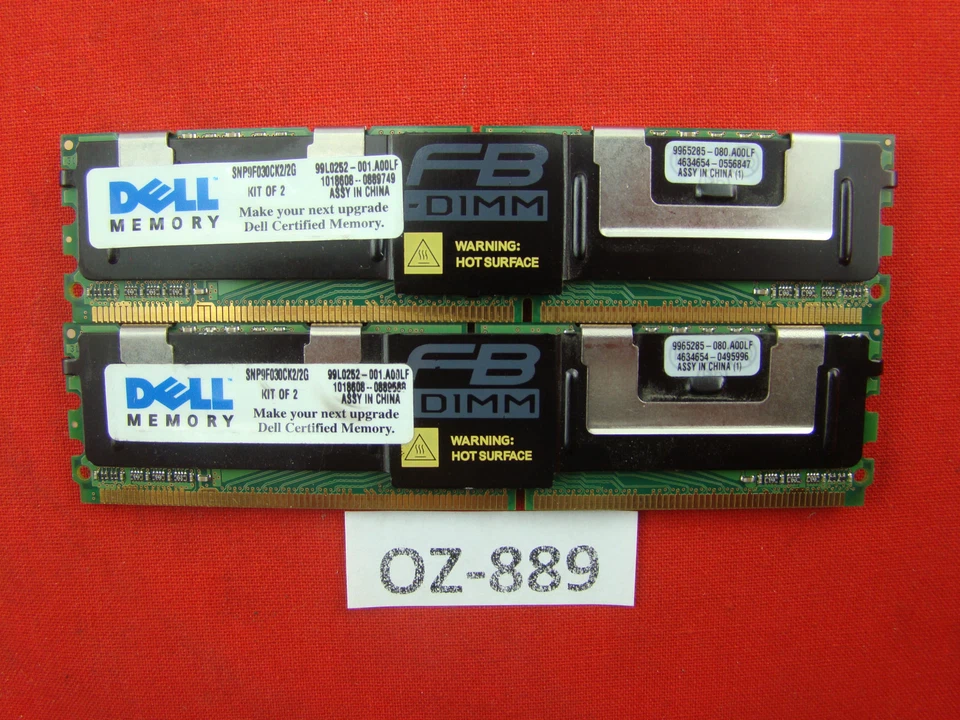 DELL
MEMORY
SNP9F030CK2/2G
KIT OF 2
99L0252-001.A00LF
1018608-0889749
ASSY IN CHINA
Make your next upgrade
Dell Certified Memory.
FB
-DIMM
WARNING:
HOT SURFACE
9965285-080.A00LF
4634654-0556847
ASSY IN CHINA (1)
DELL
MEMORY
SNP9F030CK2/2G
KIT OF 2
99L0252-001.A00LF
ASSY IN CHINA
Make your next upgrade
Dell Certified Memory.
FB
DIMM
WARNING:
HOT SURFACE
9965285-080.A00LF
4634654-0495996
ASSY IN CHINA (1)
OZ-889